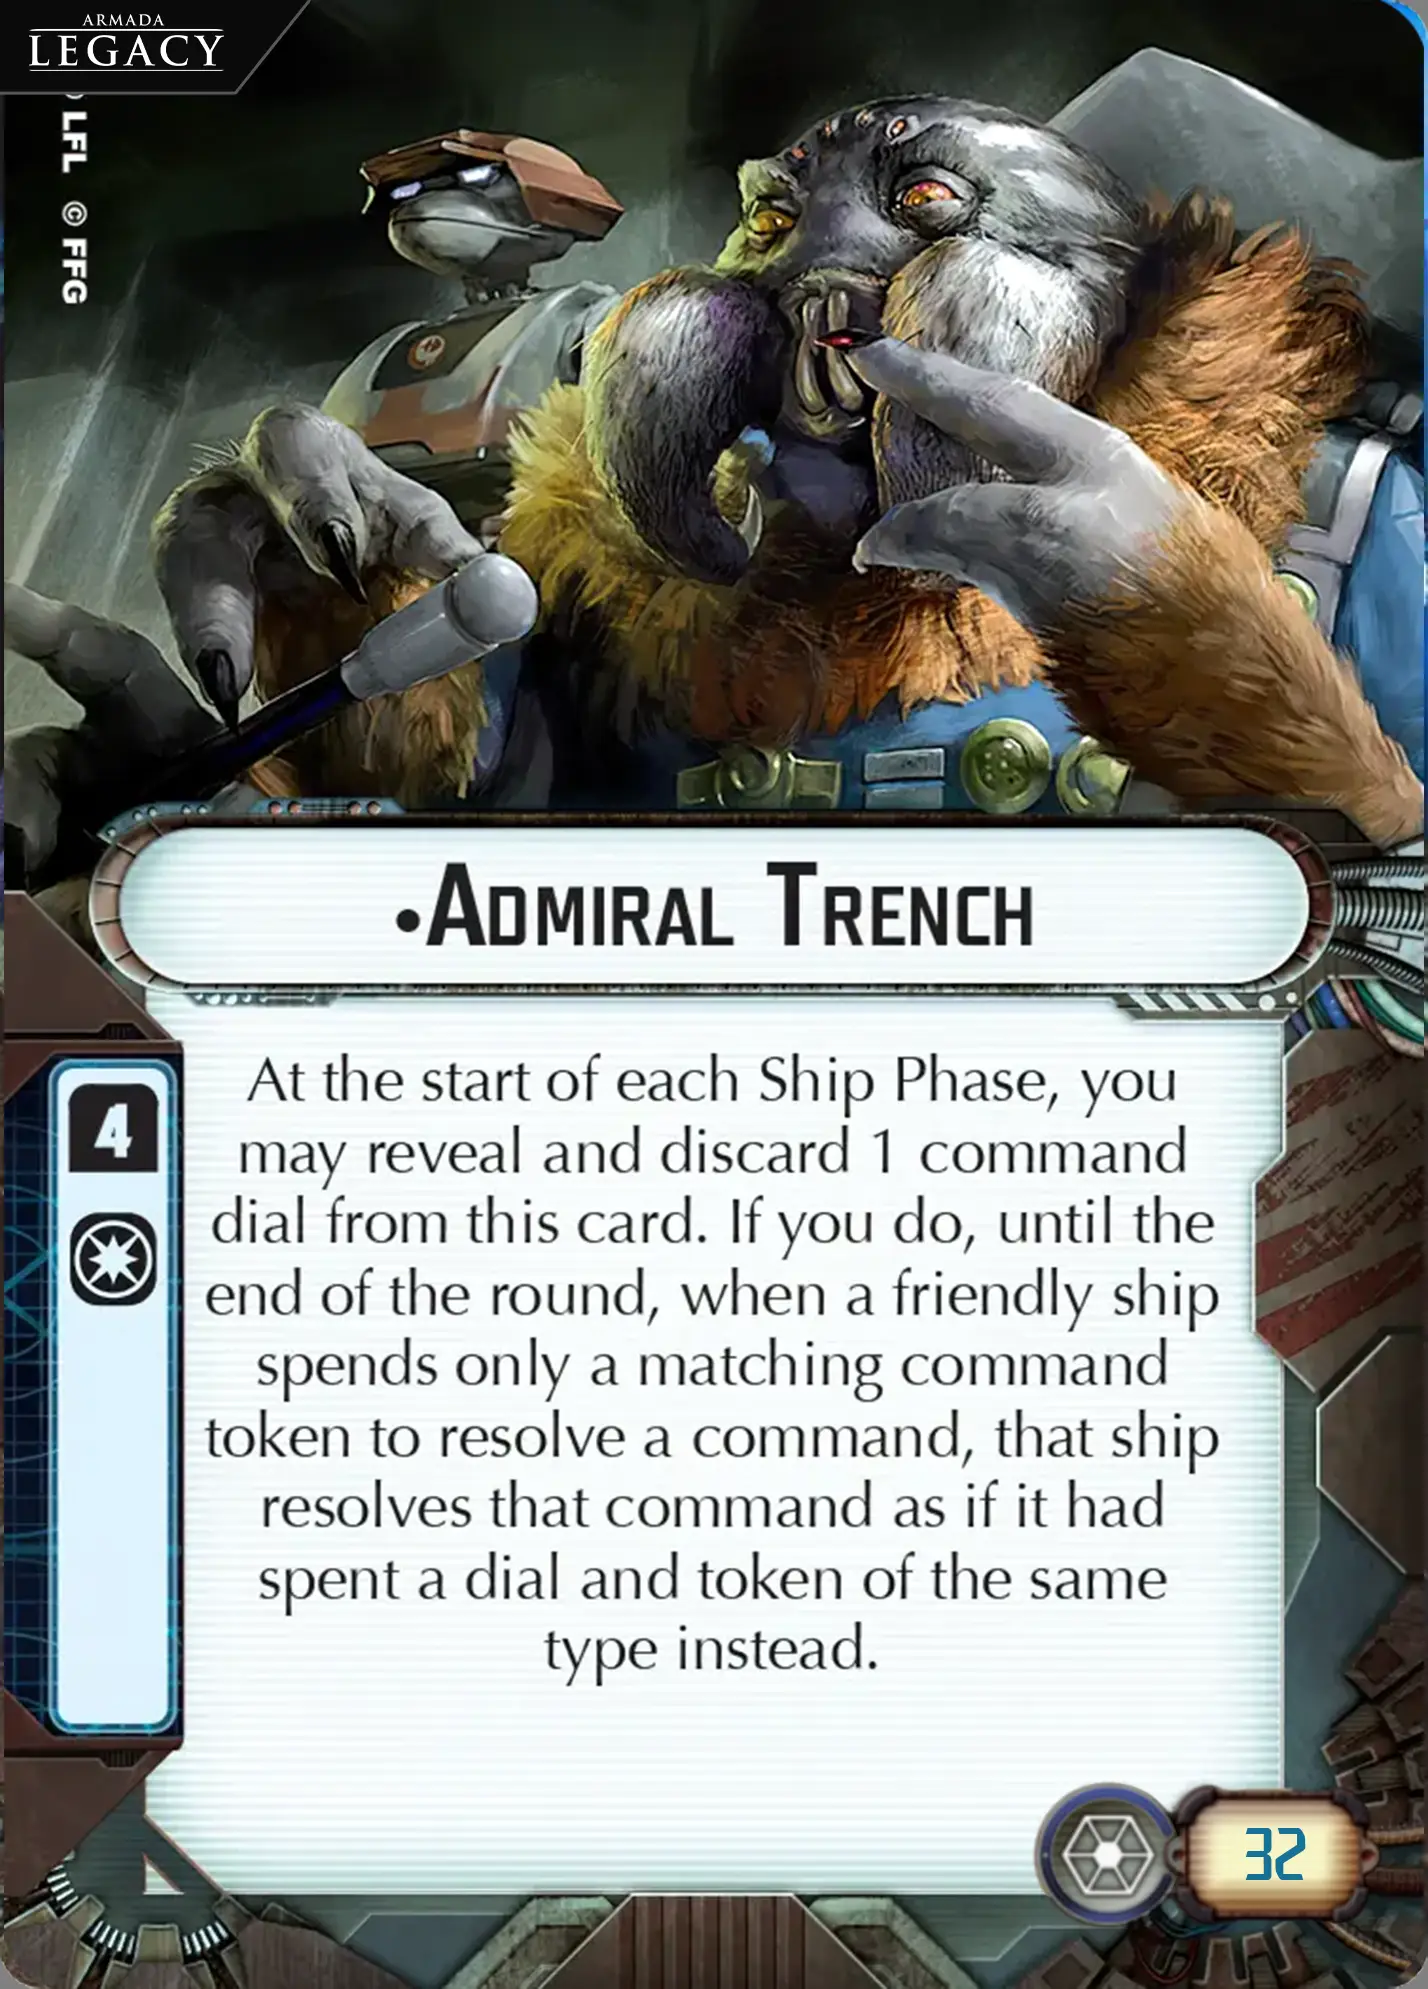 ARMADA
LEGACY
LFL © FFG
•ADMIRAL TRENCH
4
At the start of each Ship Phase, you
may reveal and discard 1 command
dial from this card. If you do, until the
end of the round, when a friendly ship
spends only a matching command
token to resolve a command, that ship
resolves that command as if it had
spent a dial and token of the same
type instead.
32